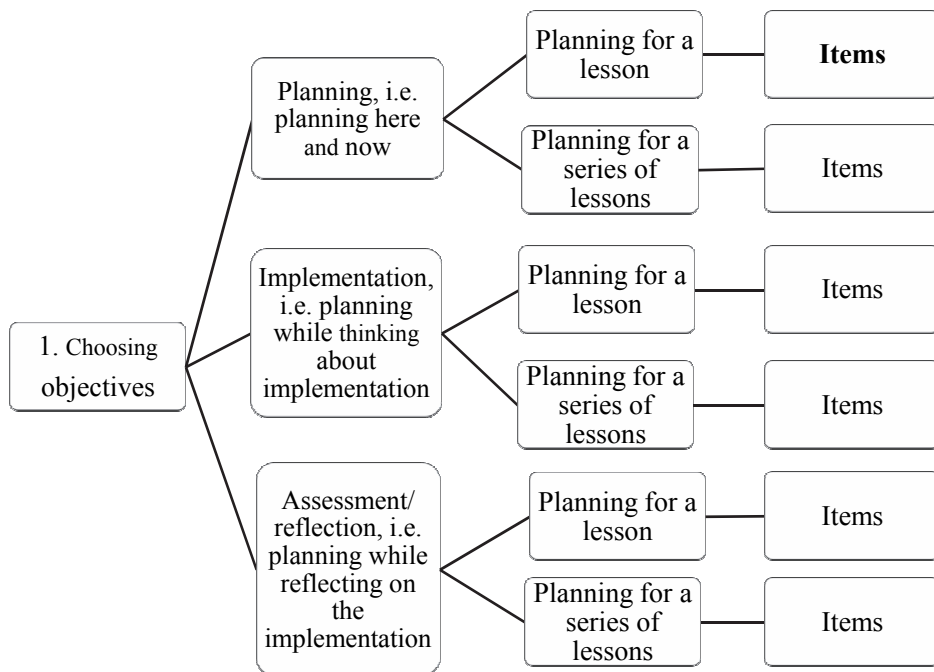 1. Choosing
objectives
Planning, i.e.
planning here
and now
Planning for a
lesson
Items
Planning for a
series of
lessons
Items
Implementation,
i.e. planning
while thinking
about
implementation
Planning for a
lesson
Items
Planning for a
series of
lessons
Items
Assessment/
reflection, i.e.
planning while
reflecting on
the
implementation
Planning for a
lesson
Items
Planning for a
series of
lessons
Items